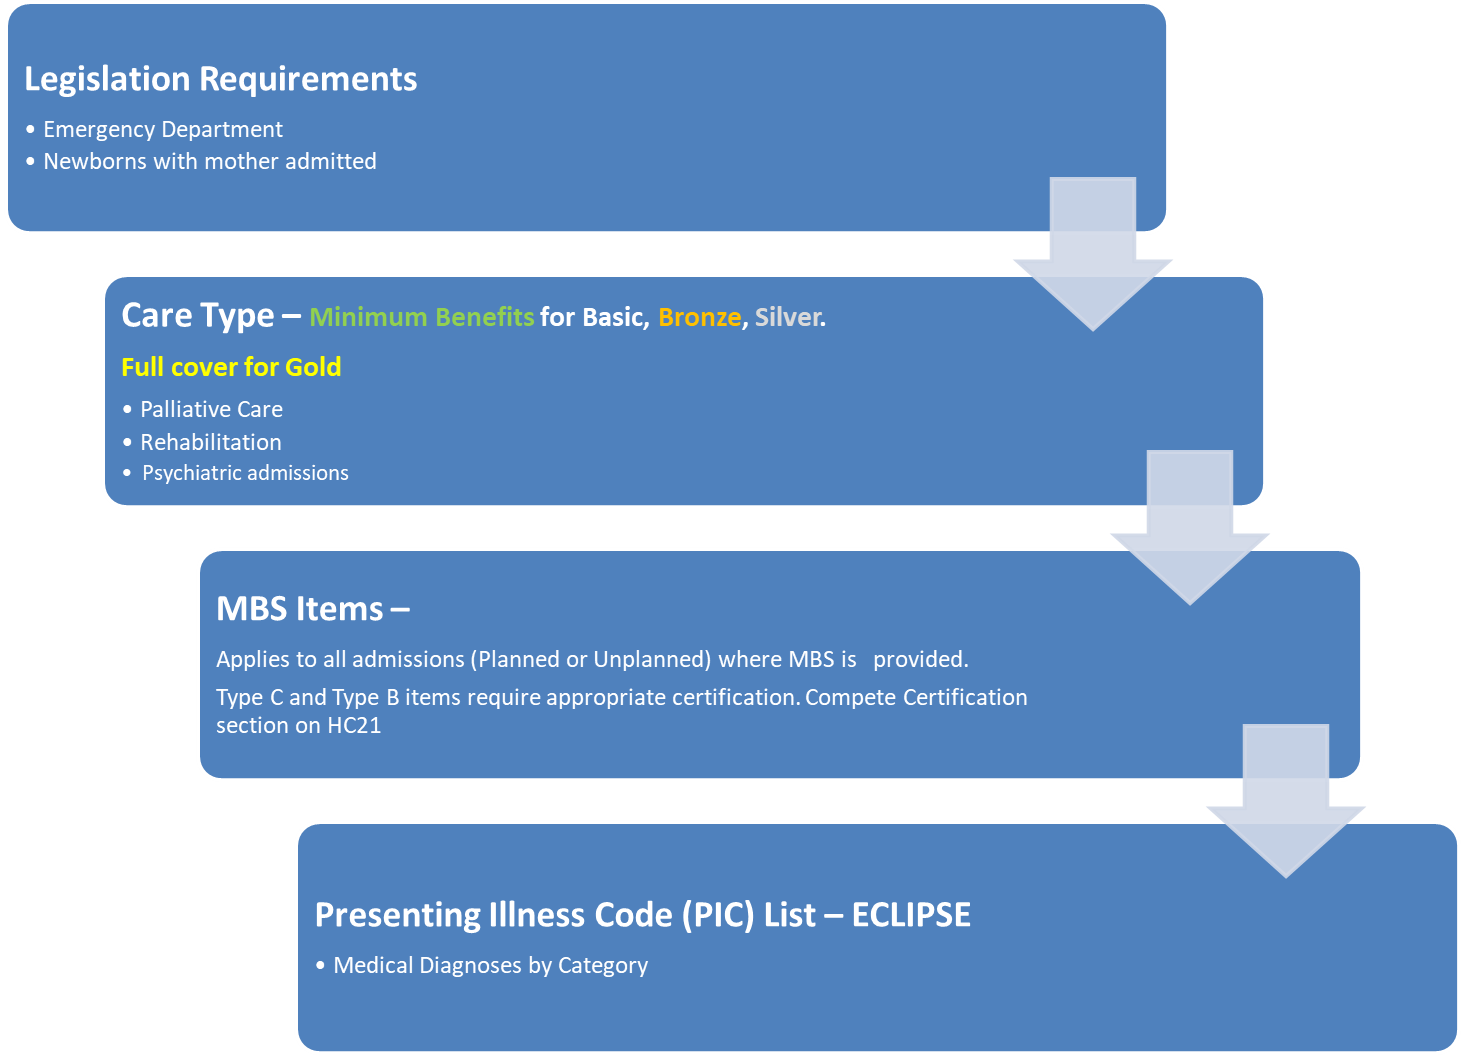 Legislation Requirements
• Emergency Department
• Newborns with mother admitted
Care Type – Minimum Benefits for Basic, Bronze, Silver.
Full cover for Gold
• Palliative Care
• Rehabilitation
• Psychiatric admissions
MBS Items –
Applies to all admissions (Planned or Unplanned) where MBS is provided.
Type C and Type B items require appropriate certification. Compete Certification
section on HC21
Presenting Illness Code (PIC) List – ECLIPSE
• Medical Diagnoses by Category